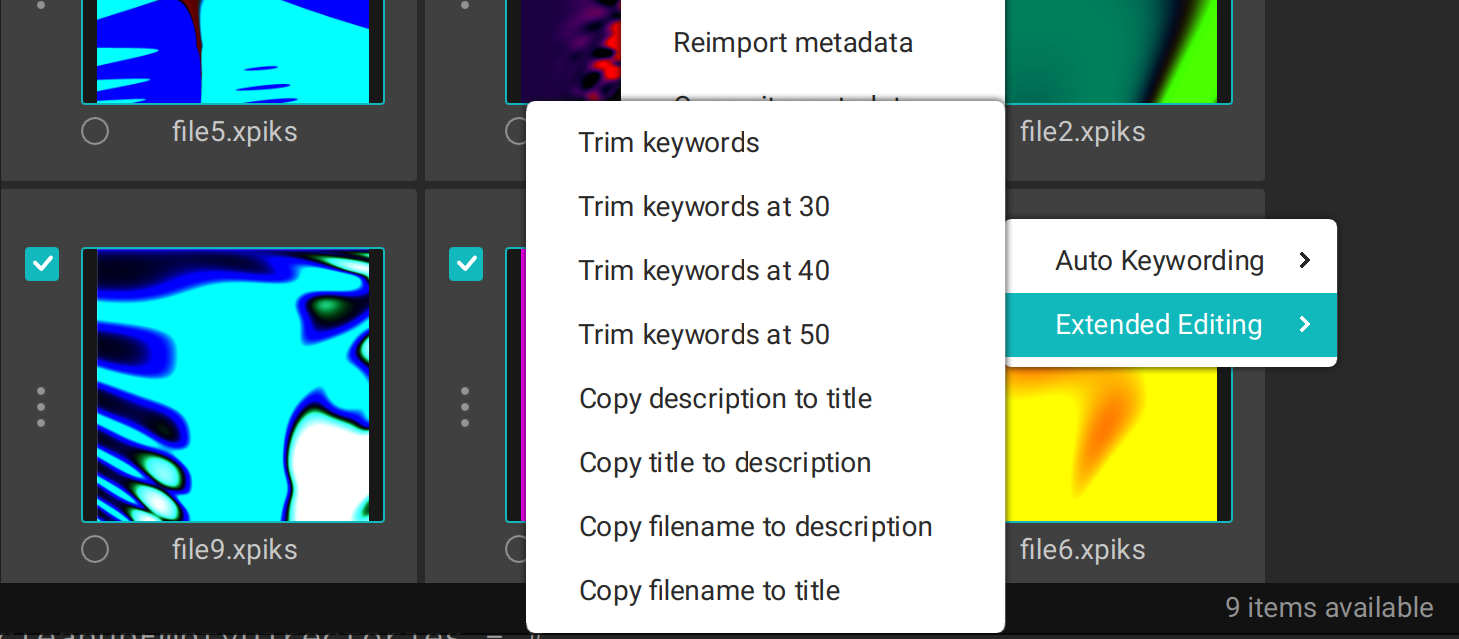 Reimport metadata
file5.xpiks
file2.xpiks
Trim keywords
Trim keywords at 30
Trim keywords at 40
Trim keywords at 50
Copy description to title
Copy title to description
Copy filename to description
Copy filename to title
Auto Keywording
Extended Editing
file9.xpiks
file6.xpiks
9 items available